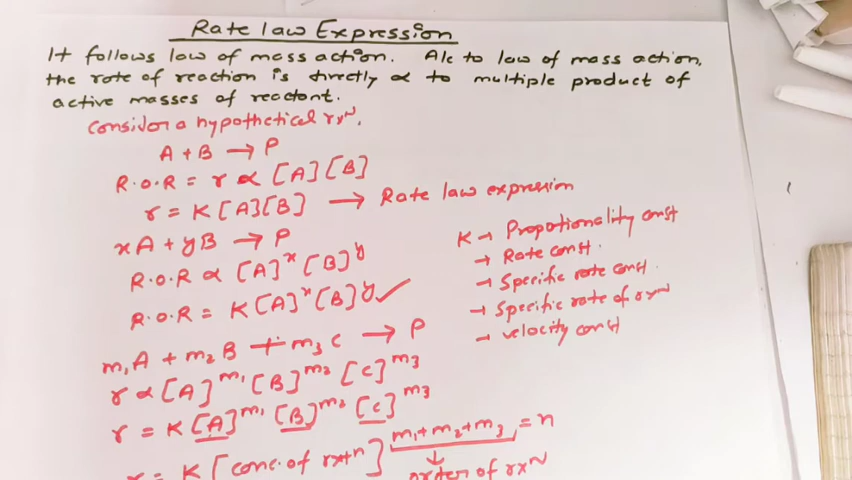 Rate law Expression
It follows law of mass action. Alc to law of mass action,
the rate of reaction is directly ∝ to multiple product of
active masses of reactant.
Consider a hypothetical rxN.
A + B → P
R.O.R = r ∝ [A] [B]
r = K [A] [B] → Rate law expression
xA + yB → P
R.O.R ∝ [A]^x [B]^y
R.O.R = K [A]^x [B]^y ✓
K → Proportionality const
→ Rate const.
→ Specific rate const.
→ Specific rate of rxN
→ velocity const
m₁A + m₂B + m₃C → P
r ∝ [A]^m₁ [B]^m₂ [C]^m₃
r = K [A]^m₁ [B]^m₂ [C]^m₃
r = K [conc. of rxtn]^m₁+m₂+m₃ = n
↓
order of rxN